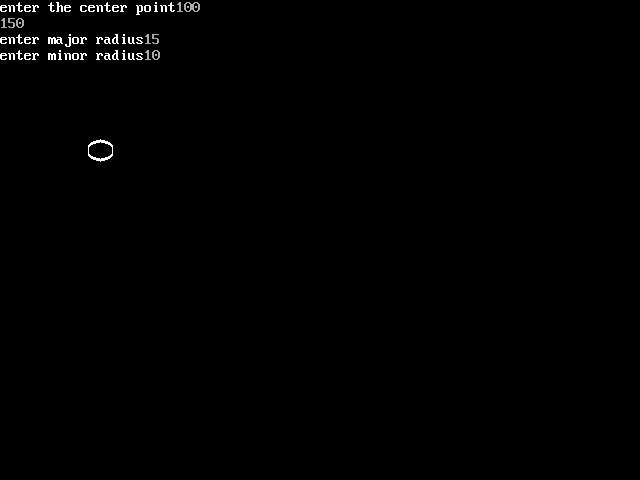 enter the center point100
150
enter major radius15
enter minor radius10